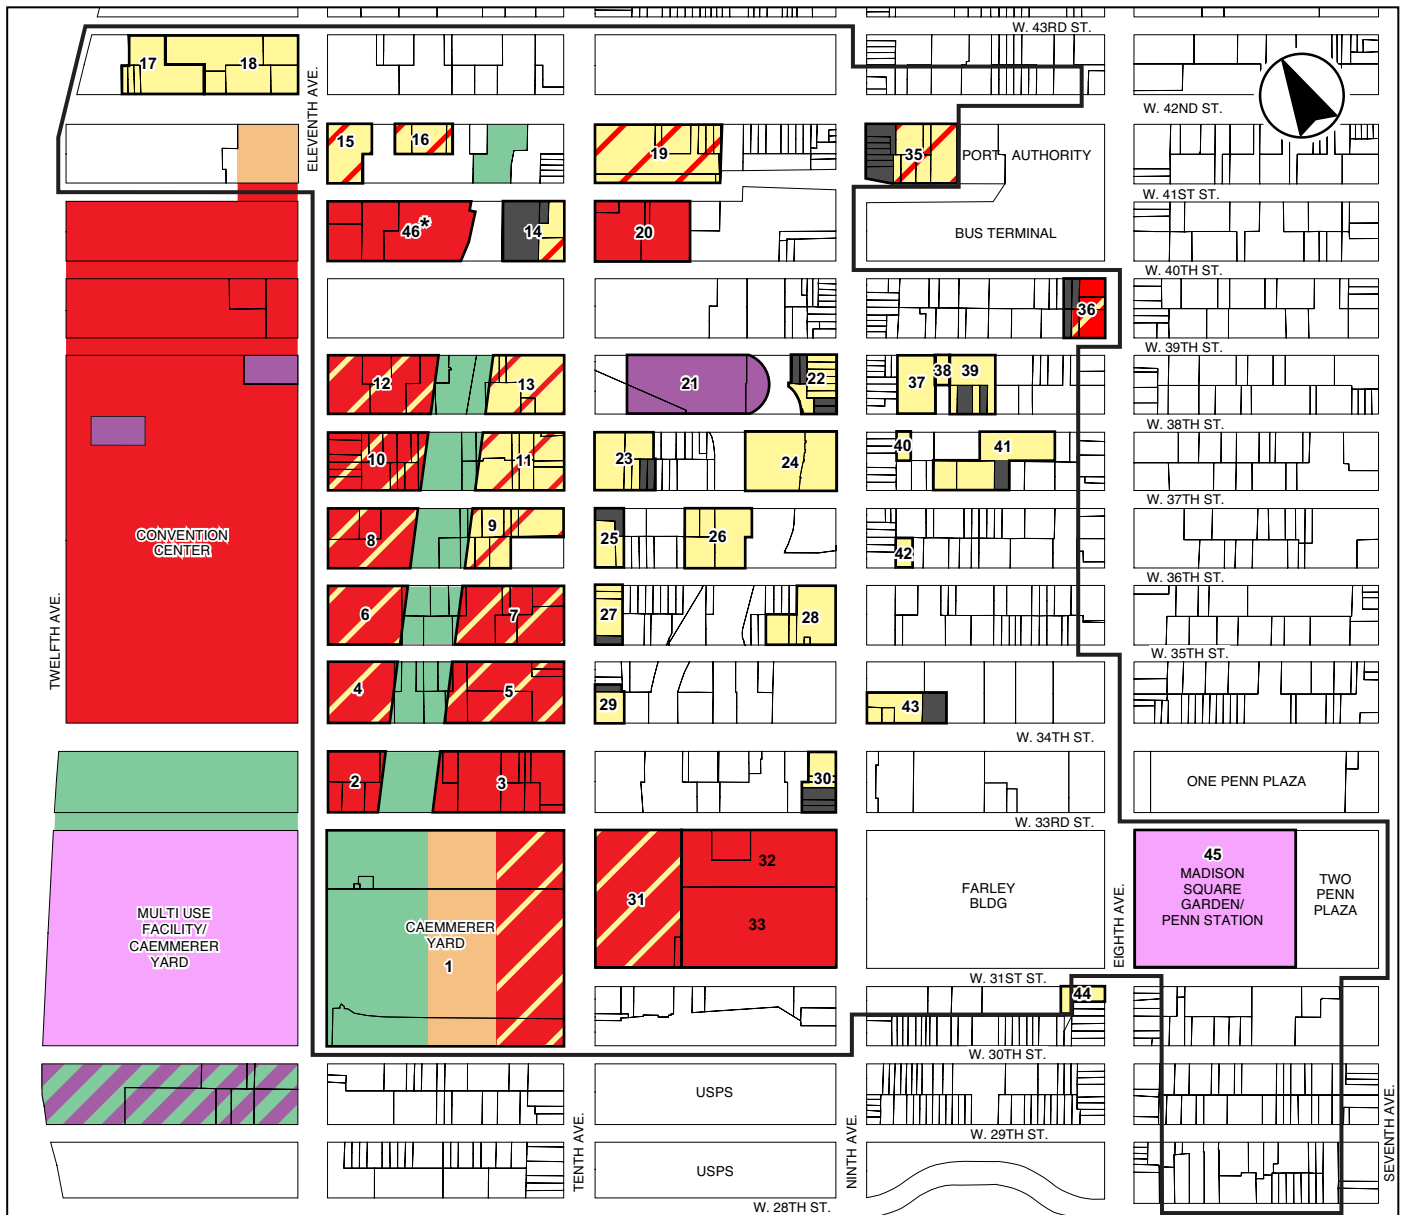 W. 43RD ST.
17
18
W. 42ND ST.
ELEVENTH AVE.
15
16
19
35
PORT AUTHORITY
W. 41ST ST.
46*
14
20
BUS TERMINAL
W. 40TH ST.
36
W. 39TH ST.
12
13
21
22
37
38
39
W. 38TH ST.
10
11
23
24
40
41
W. 37TH ST.
CONVENTION
CENTER
8
9
25
26
42
W. 36TH ST.
TWELFTH AVE.
6
7
27
28
W. 35TH ST.
4
5
29
43
W. 34TH ST.
2
3
30
ONE PENN PLAZA
W. 33RD ST.
MULTI USE
FACILITY/
CAEMMERER
YARD
CAEMMERER
YARD
1
31
32
33
FARLEY
BLDG
EIGHTH AVE.
45
MADISON
SQUARE
GARDEN/
PENN STATION
TWO
PENN
PLAZA
W. 31ST ST.
44
W. 30TH ST.
USPS
TENTH AVE.
NINTH AVE.
SEVENTH AVE.
W. 29TH ST.
USPS
W. 28TH ST.